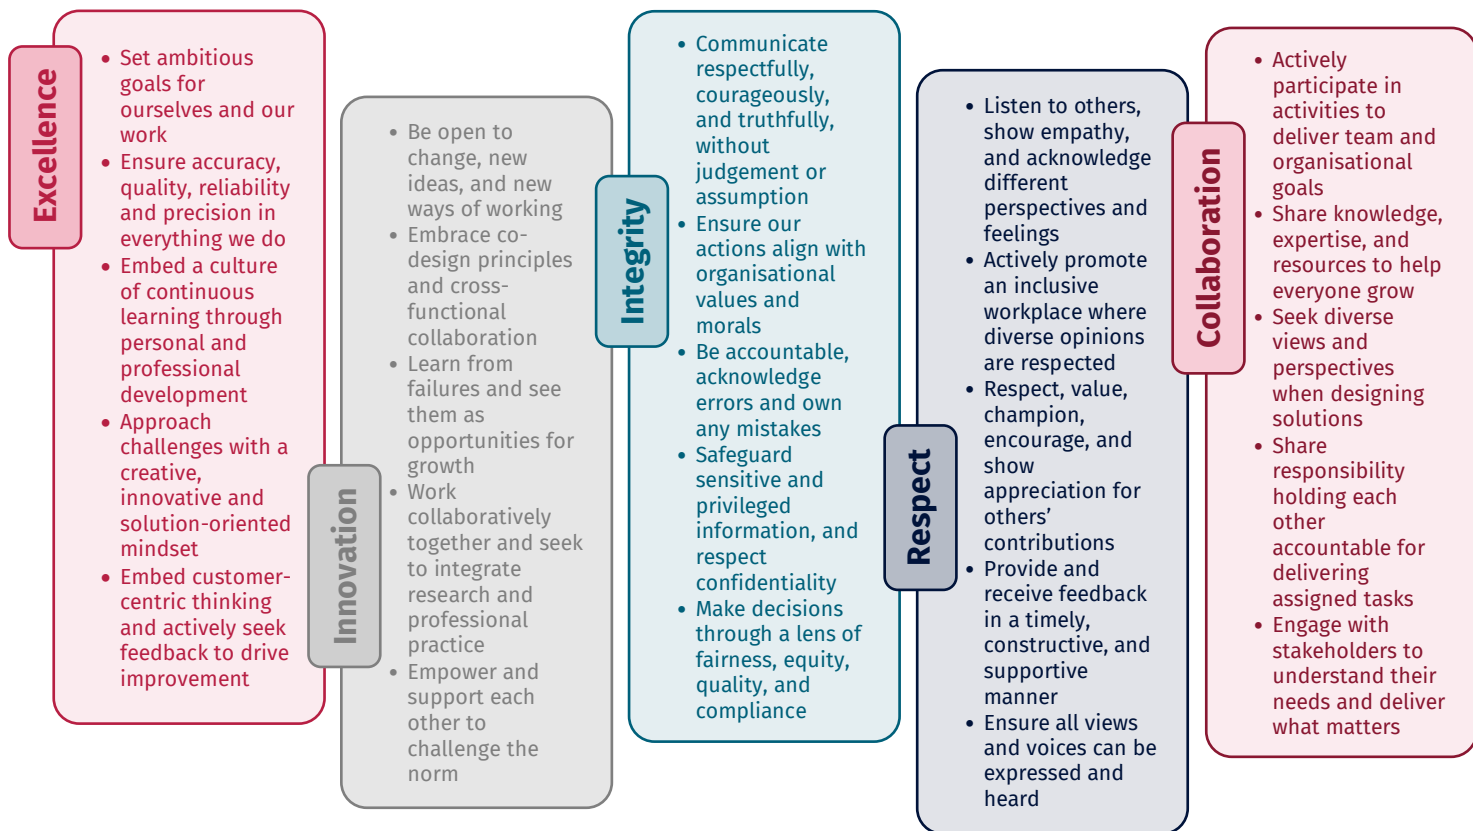 Excellence
• Set ambitious
goals for
ourselves and our
work
• Ensure accuracy,
quality, reliability
and precision in
everything we do
• Embed a culture
of continuous
learning through
personal and
professional
development
• Approach
challenges with a
creative,
innovative and
solution-oriented
mindset
• Embed customer-
centric thinking
and actively seek
feedback to drive
improvement
Innovation
• Be open to
change, new
ideas, and new
ways of working
• Embrace co-
design principles
and cross-
functional
collaboration
• Learn from
failures and see
them as
opportunities for
growth
• Work
collaboratively
together and seek
to integrate
research and
professional
practice
• Empower and
support each
other to
challenge the
norm
Integrity
• Communicate
respectfully,
courageously,
and truthfully,
without
judgement or
assumption
• Ensure our
actions align with
organisational
values and
morals
• Be accountable,
acknowledge
errors and own
any mistakes
• Safeguard
sensitive and
privileged
information, and
respect
confidentiality
• Make decisions
through a lens of
fairness, equity,
quality, and
compliance
Respect
• Listen to others,
show empathy,
and acknowledge
different
perspectives and
feelings
• Actively promote
an inclusive
workplace where
diverse opinions
are respected
• Respect, value,
champion,
encourage, and
show
appreciation for
others’
contributions
• Provide and
receive feedback
in a timely,
constructive, and
supportive
manner
• Ensure all views
and voices can be
expressed and
heard
Collaboration
• Actively
participate in
activities to
deliver team and
organisational
goals
• Share knowledge,
expertise, and
resources to help
everyone grow
• Seek diverse
views and
perspectives
when designing
solutions
• Share
responsibility
holding each
other
accountable for
delivering
assigned tasks
• Engage with
stakeholders to
understand their
needs and deliver
what matters